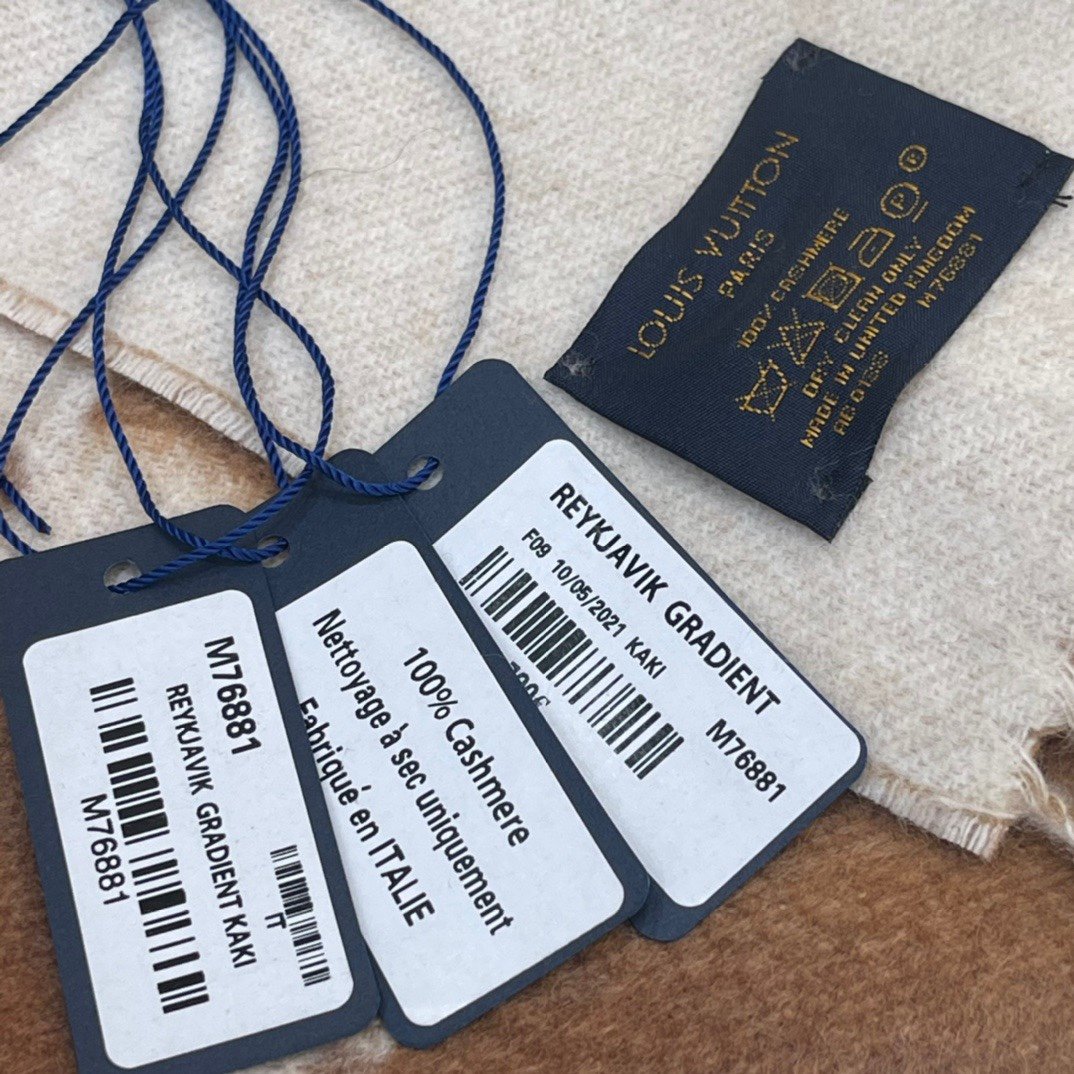 M76881
REYKJAVIK GRADIENT KAKI
M76881
IT
100% Cashmere
Nettoyage à sec uniquement
Fabriqué en ITALIE
REYKJAVIK GRADIENT
F09 10/05/2021 KAKI
M76881
LOUIS VUITTON
PARIS
100% CASHMERE
DRY CLEAN ONLY
MADE IN UNITED KINGDOM
M76881